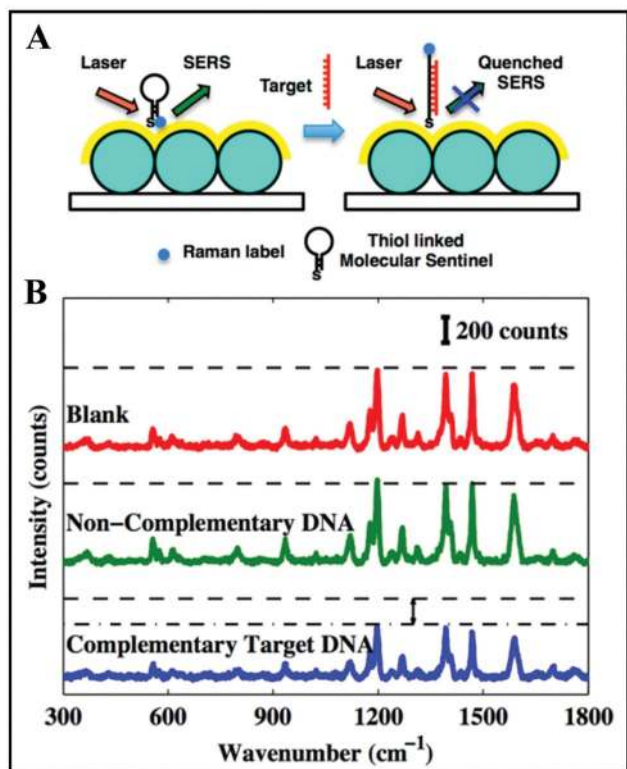 A
Laser
SERS
Target
Laser
Quenched
SERS
S
S
Raman label
S
Thiol linked
Molecular Sentinel
B
200 counts
Blank
Non-Complementary DNA
Complementary Target DNA
Intensity (counts)
300 600 900 1200 1500 1800
Wavenumber (cm⁻¹)